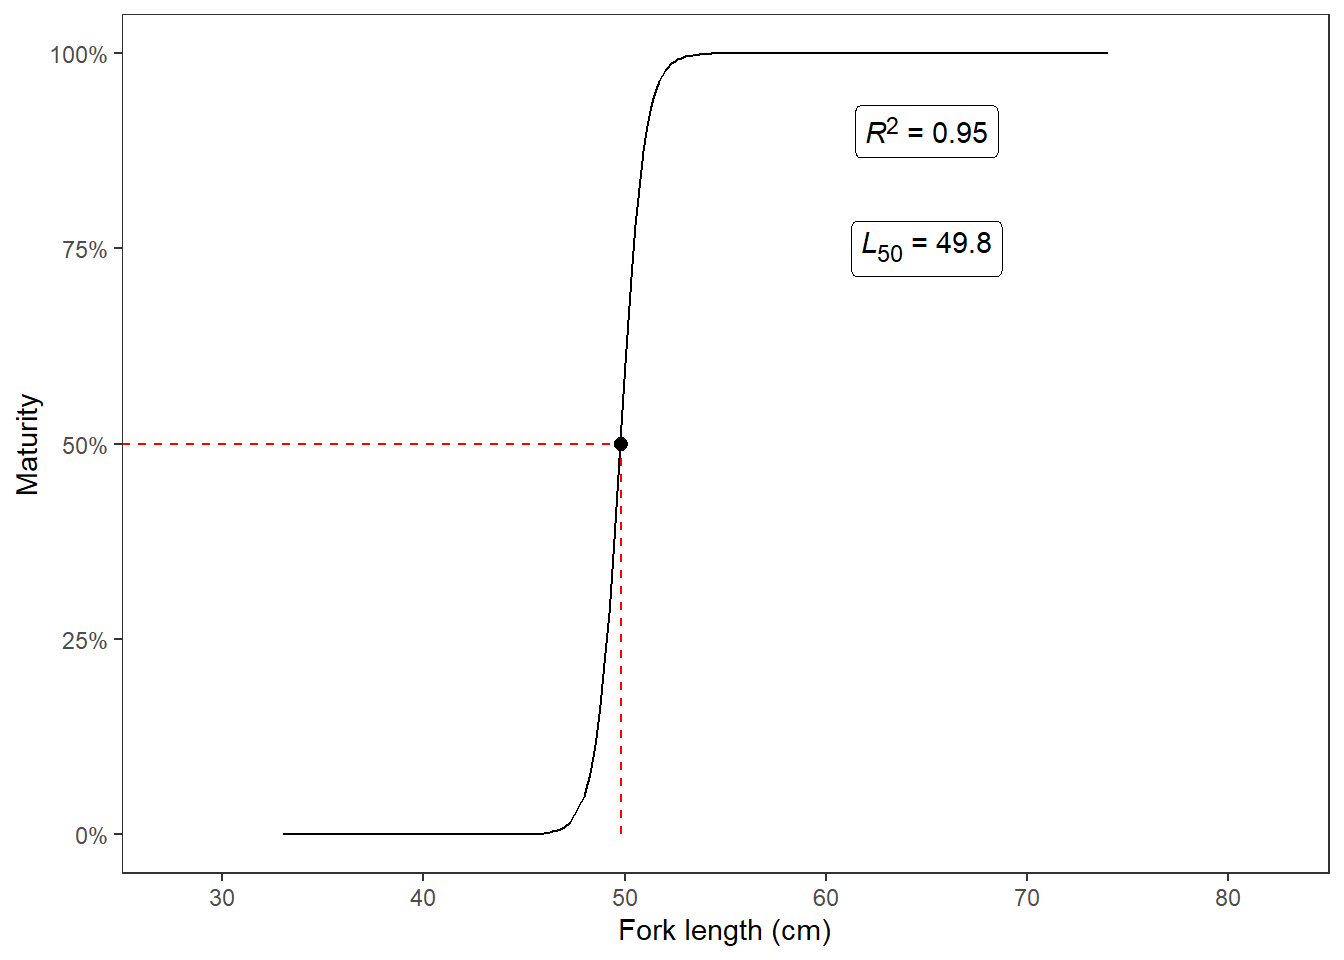 100%
R² = 0.95
75%
L₅₀ = 49.8
50%
Maturity
25%
0%
30 40 50 60 70 80
Fork length (cm)